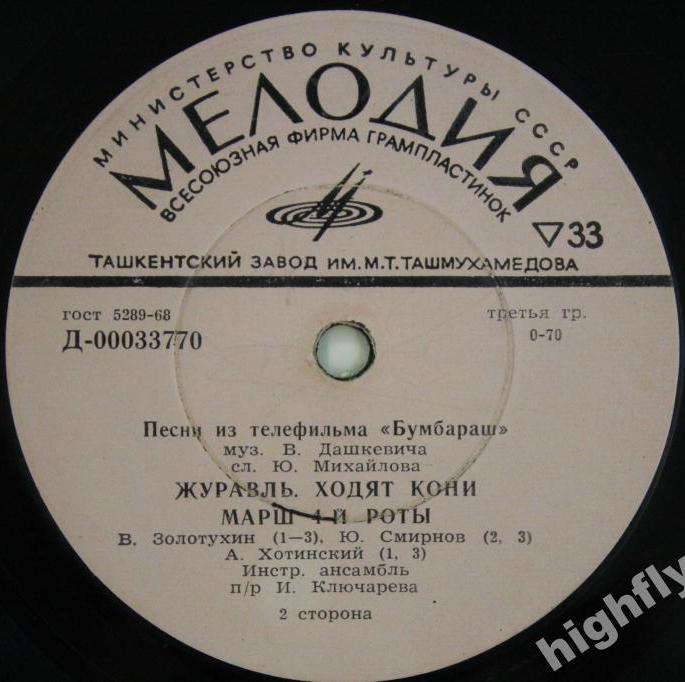 МИНИСТЕРСТВО КУЛЬТУРЫ СССР
МЕЛОДИЯ
ВСЕСОЮЗНАЯ ФИРМА ГРАМПЛАСТИНОК
▽33
ТАШКЕНТСКИЙ ЗАВОД ИМ. М.Т. ТАШМУХАМЕДОВА
гост 5289-68
третья гр.
Д-00033770
0-70
Песни из телефильма «Бумбараш»
муз. В. Дашкевича
сл. Ю. Михайлова
ЖУРАВЛЬ. ХОДЯТ КОНИ
МАРШ 4-Й РОТЫ
В. Золотухин (1—3), Ю. Смирнов (2, 3)
А. Хотинский (1, 3)
Инстр. ансамбль
п/р И. Ключарева
2 сторона
highfly